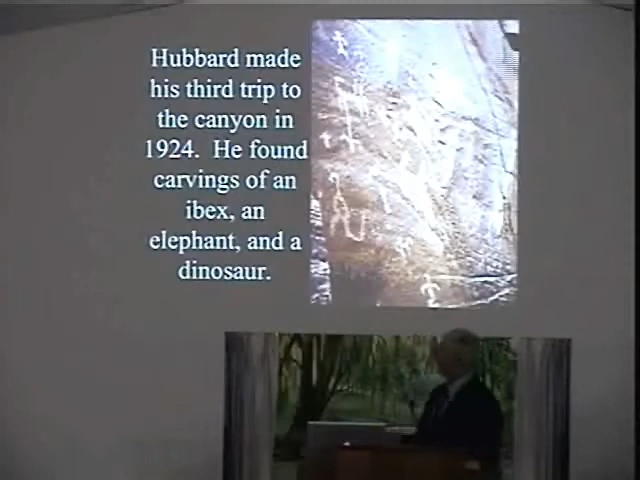 Hubbard made
his third trip to
the canyon in
1924. He found
carvings of an
ibex, an
elephant, and a
dinosaur.